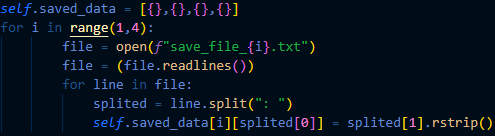 self.saved_data = [{},{},{},{}]
for i in range(1,4):
file = open(f"save_file_{i}.txt")
file = (file.readlines())
for line in file:
splited = line.split(": ")
self.saved_data[i][splited[0]] = splited[1].rstrip()